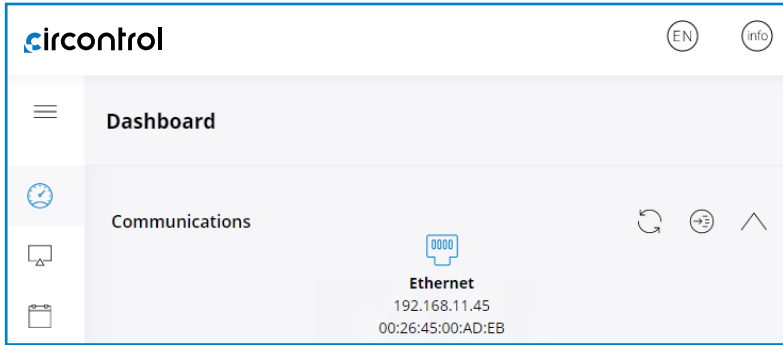 circontrol
EN
info
Dashboard
Communications
Ethernet
192.168.11.45
00:26:45:00:AD:EB